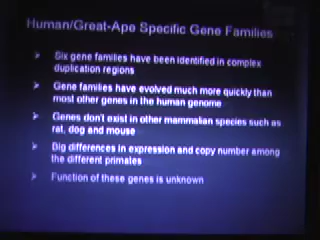 Human/Great-Ape Specific Gene Families
Six gene families have been identified in complex
duplication regions
Gene families have evolved much more quickly than
most other genes in the human genome
Genes don't exist in other mammalian species such as
rat, dog and mouse
Big differences in expression and copy number among
the different primates
Function of these genes is unknown